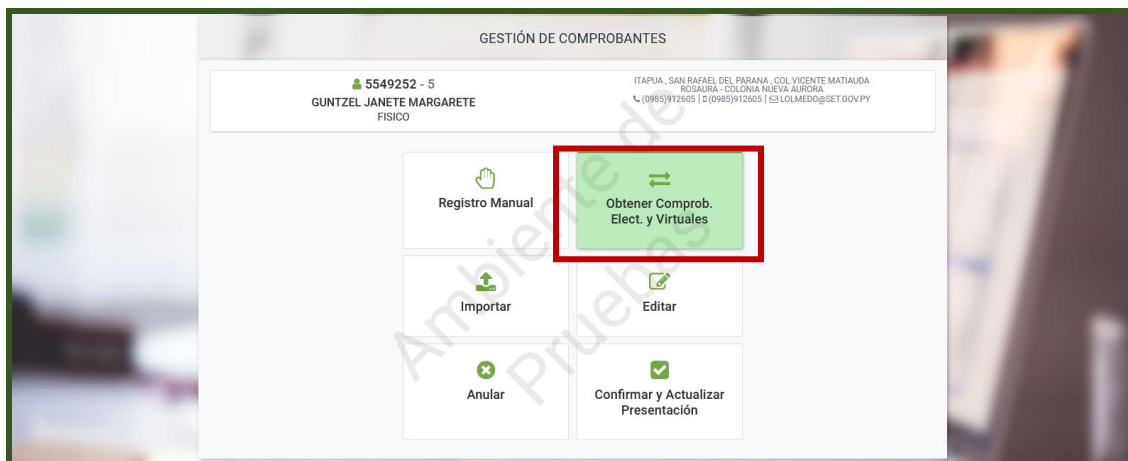 GESTIÓN DE COMPROBANTES
5549252 - 5
GUNTZEL JANETE MARGARETE
FISICO
ITAPUA , SAN RAFAEL DEL PARANA , COL.VICENTE MATIAUDA
ROSAURA - COLONIA NUEVA AURORA
(0985)912605 | (0985)912605 | LOLMEDO@SET.GOV.PY
Registro Manual
Obtener Comprob.
Elect. y Virtuales
Importar
Editar
Anular
Confirmar y Actualizar
Presentación
Ambiente de
Pruebas